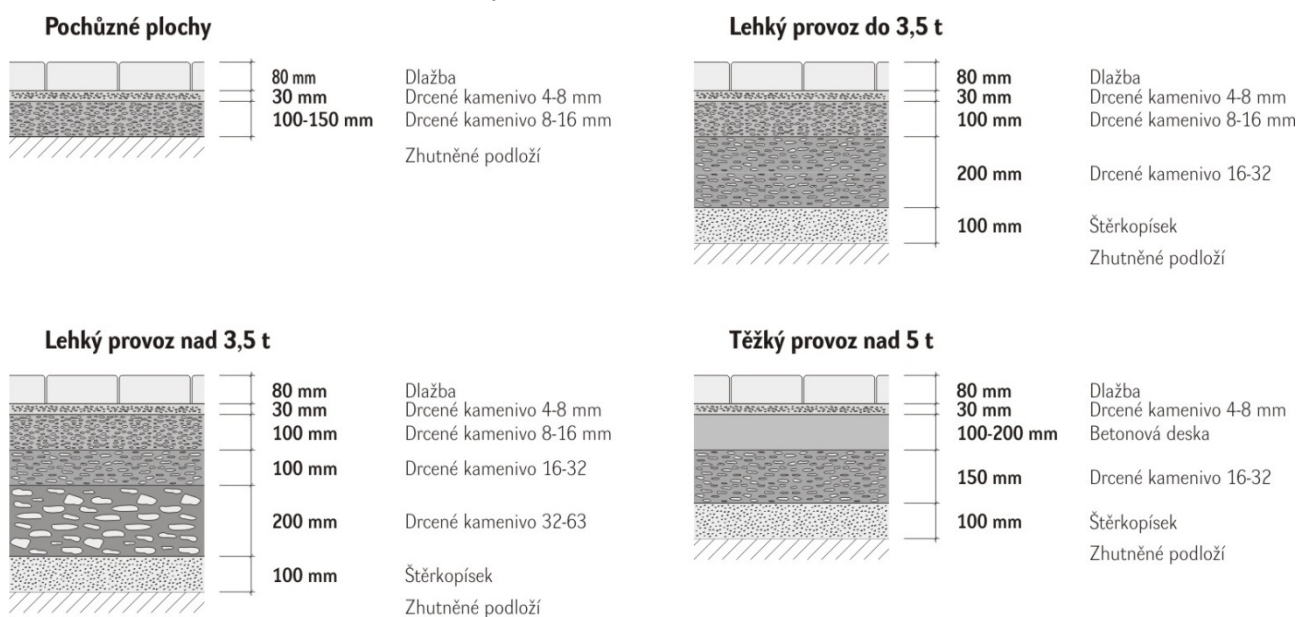 Pochůzné plochy
80 mm Dlažba
30 mm Drcené kamenivo 4-8 mm
100-150 mm Drcené kamenivo 8-16 mm
Zhutněné podloží
Lehký provoz do 3,5 t
80 mm Dlažba
30 mm Drcené kamenivo 4-8 mm
100 mm Drcené kamenivo 8-16 mm
200 mm Drcené kamenivo 16-32
100 mm Štěrkopísek
Zhutněné podloží
Lehký provoz nad 3,5 t
80 mm Dlažba
30 mm Drcené kamenivo 4-8 mm
100 mm Drcené kamenivo 8-16 mm
100 mm Drcené kamenivo 16-32
200 mm Drcené kamenivo 32-63
100 mm Štěrkopísek
Zhutněné podloží
Těžký provoz nad 5 t
80 mm Dlažba
30 mm Drcené kamenivo 4-8 mm
100-200 mm Betonová deska
150 mm Drcené kamenivo 16-32
100 mm Štěrkopísek
Zhutněné podloží